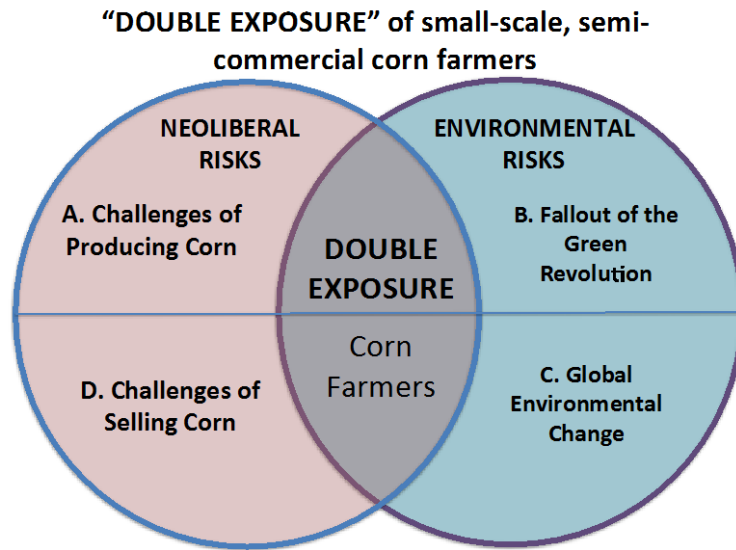 “DOUBLE EXPOSURE” of small-scale, semi-
commercial corn farmers
NEOLIBERAL
RISKS
ENVIRONMENTAL
RISKS
A. Challenges of
Producing Corn
B. Fallout of the
Green
Revolution
DOUBLE
EXPOSURE
Corn
Farmers
D. Challenges of
Selling Corn
C. Global
Environmental
Change